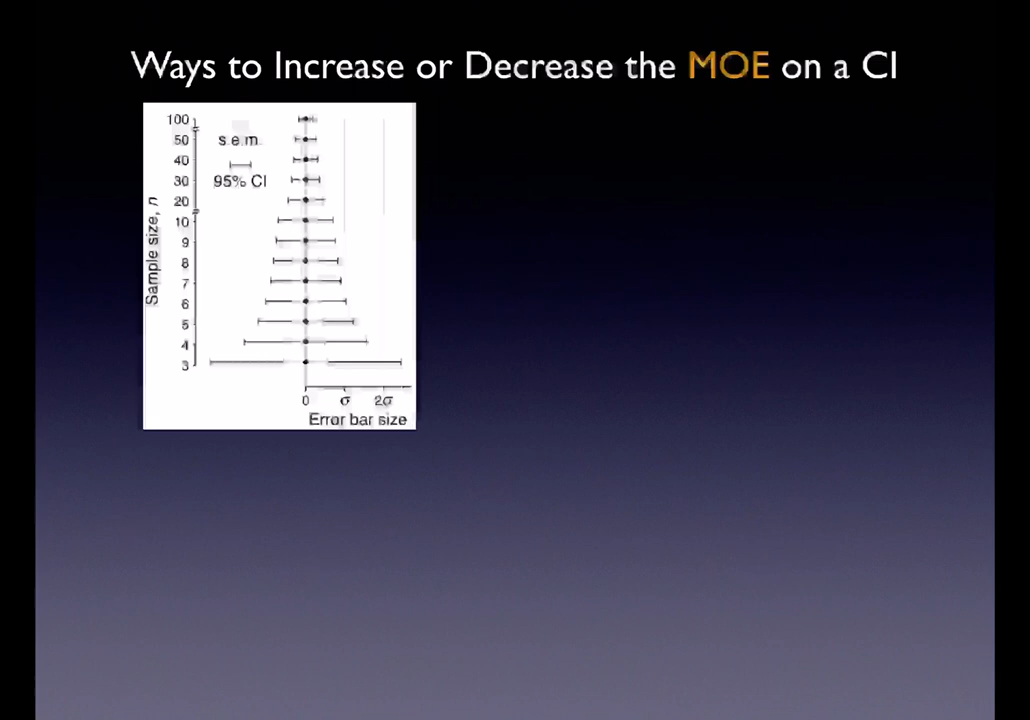 Ways to Increase or Decrease the MOE on a CI
100
50
40
30
20
10
9
8
7
6
5
4
3
Sample size, n
s.e.m.
95% CI
0 σ 2σ
Error bar size